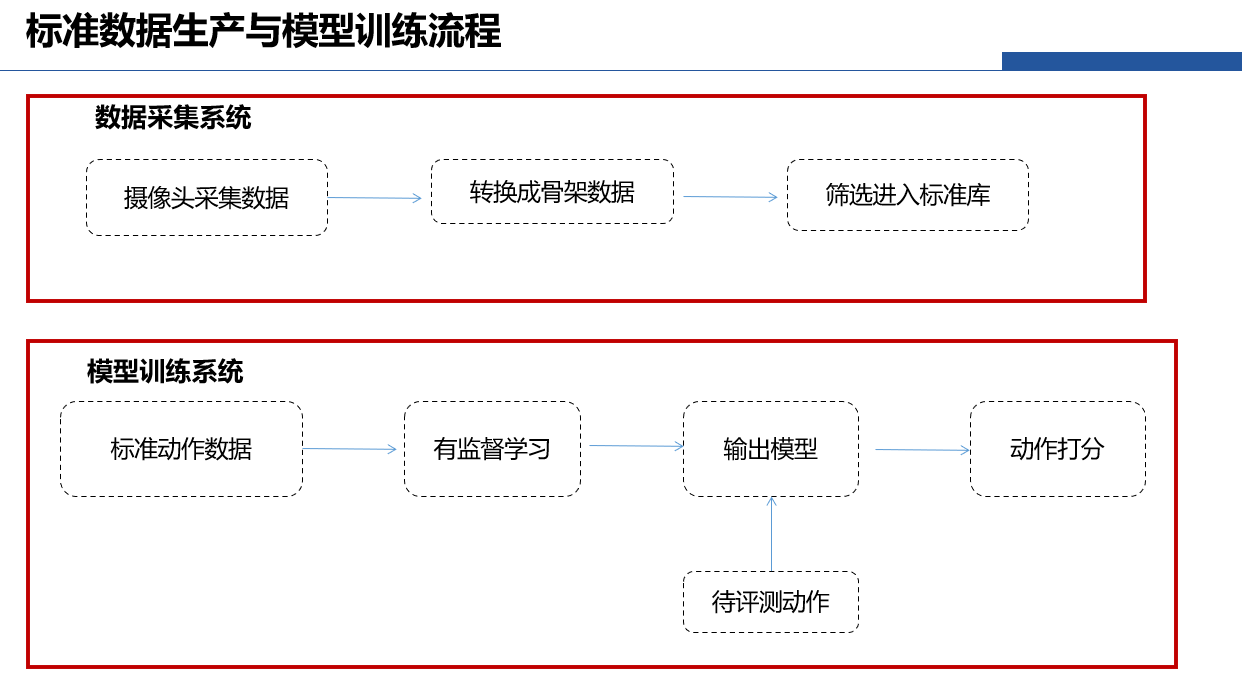 标准数据生产与模型训练流程
数据采集系统
摄像头采集数据
转换成骨架数据
筛选进入标准库
模型训练系统
标准动作数据
有监督学习
输出模型
动作打分
待评测动作